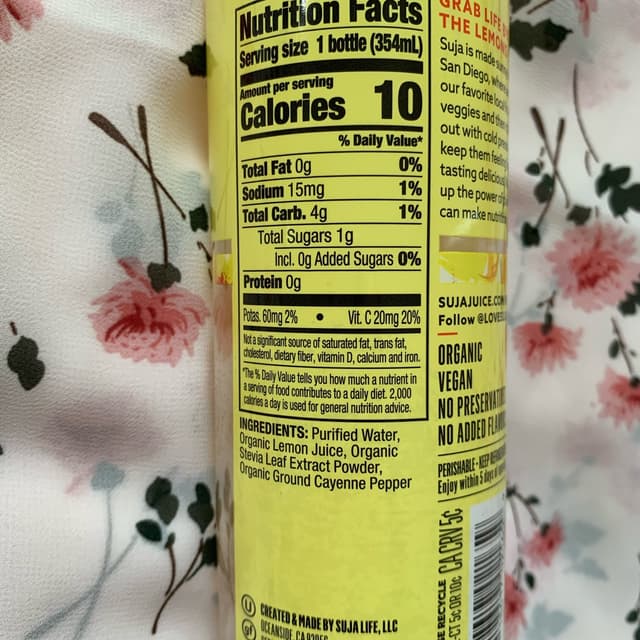 Nutrition Facts
Serving size 1 bottle (354mL)
Amount per serving
Calories 10
% Daily Value*
Total Fat 0g 0%
Sodium 15mg 1%
Total Carb. 4g 1%
Total Sugars 1g
Incl. 0g Added Sugars 0%
Protein 0g
Potas. 60mg 2% • Vit. C 20mg 20%
Not a significant source of saturated fat, trans fat,
cholesterol, dietary fiber, vitamin D, calcium and iron.
*The % Daily Value tells you how much a nutrient in
a serving of food contributes to a daily diet. 2,000
calories a day is used for general nutrition advice.
INGREDIENTS: Purified Water,
Organic Lemon Juice, Organic
Stevia Leaf Extract Powder,
Organic Ground Cayenne Pepper
U CREATED & MADE BY SUJA LIFE, LLC
gf OCEANSIDE, CA
GRAB LIFE
THE
Suja is made
San Diego,
our favorite
veggies and
out with cold
keep them
tasting
up the power
can make
SUJAJUICE.COM
Follow
ORGANIC
VEGAN
NO
NO ADDED
PERISHABLE - KEEP
Enjoy within 5 days
RECYCLE
CT 5¢ OR 10¢ CA CRV 5¢